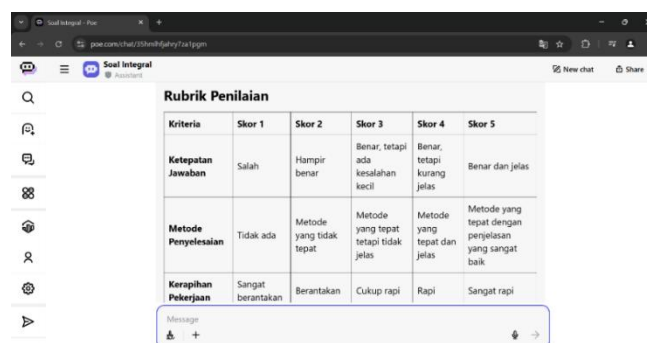 Soal Integral - Poe
poe.com/chat/35hmlhfjahry7za1pgm
Soal Integral
Assistant
New chat
Share
Rubrik Penilaian
Kriteria Skor 1 Skor 2 Skor 3 Skor 4 Skor 5
Ketepatan Jawaban Salah Hampir benar Benar, tetapi ada kesalahan kecil Benar, tetapi kurang jelas Benar dan jelas
Metode Penyelesaian Tidak ada Metode yang tidak tepat Metode yang tepat tetapi tidak jelas Metode yang tepat dan jelas Metode yang tepat dengan penjelasan yang sangat baik
Kerapihan Pekerjaan Sangat berantakan Berantakan Cukup rapi Rapi Sangat rapi
Message